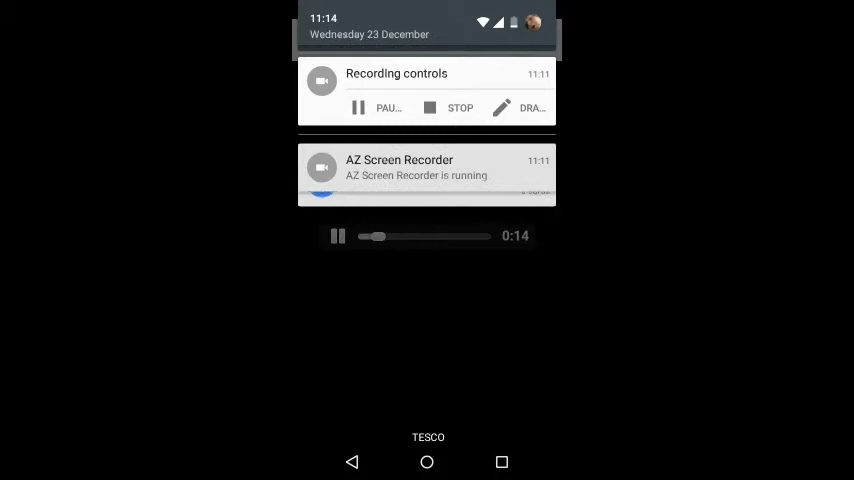 11:14
Wednesday 23 December
Recording controls 11:11
PAU... STOP DRA...
AZ Screen Recorder 11:11
AZ Screen Recorder is running
0:14
TESCO